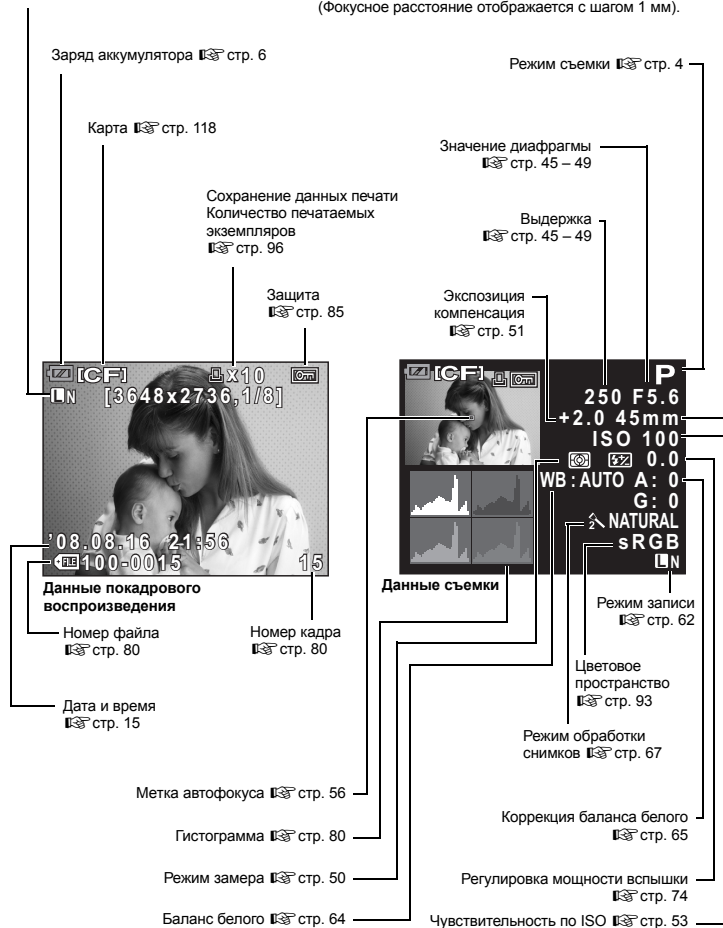 (Фокусное расстояние отображается с шагом 1 мм).
Заряд аккумулятора ☞ стр. 6
Режим съемки ☞ стр. 4
Карта ☞ стр. 118
Значение диафрагмы
☞ стр. 45 – 49
Сохранение данных печати
Количество печатаемых
экземпляров
☞ стр. 96
Выдержка
☞ стр. 45 – 49
Защита
☞ стр. 85
Экспозиция
компенсация
☞ стр. 51
[CF] x10
LN [3648x2736,1/8]
'08.08.16 21:56
FILE 100-0015 15
[CF] P
250 F5.6
+2.0 45mm
ISO 100
0.0
WB : AUTO A: 0
G: 0
2 NATURAL
sRGB
LN
Данные покадрового
воспроизведения
Данные съемки
Номер файла
☞ стр. 80
Номер кадра
☞ стр. 80
Режим записи
☞ стр. 62
Дата и время
☞ стр. 15
Цветовое
пространство
☞ стр. 93
Режим обработки
снимков ☞ стр. 67
Метка автофокуса ☞ стр. 56
Коррекция баланса белого
☞ стр. 65
Гистограмма ☞ стр. 80
Режим замера ☞ стр. 50
Регулировка мощности вспышки
☞ стр. 74
Баланс белого ☞ стр. 64
Чувствительность по ISO ☞ стр. 53